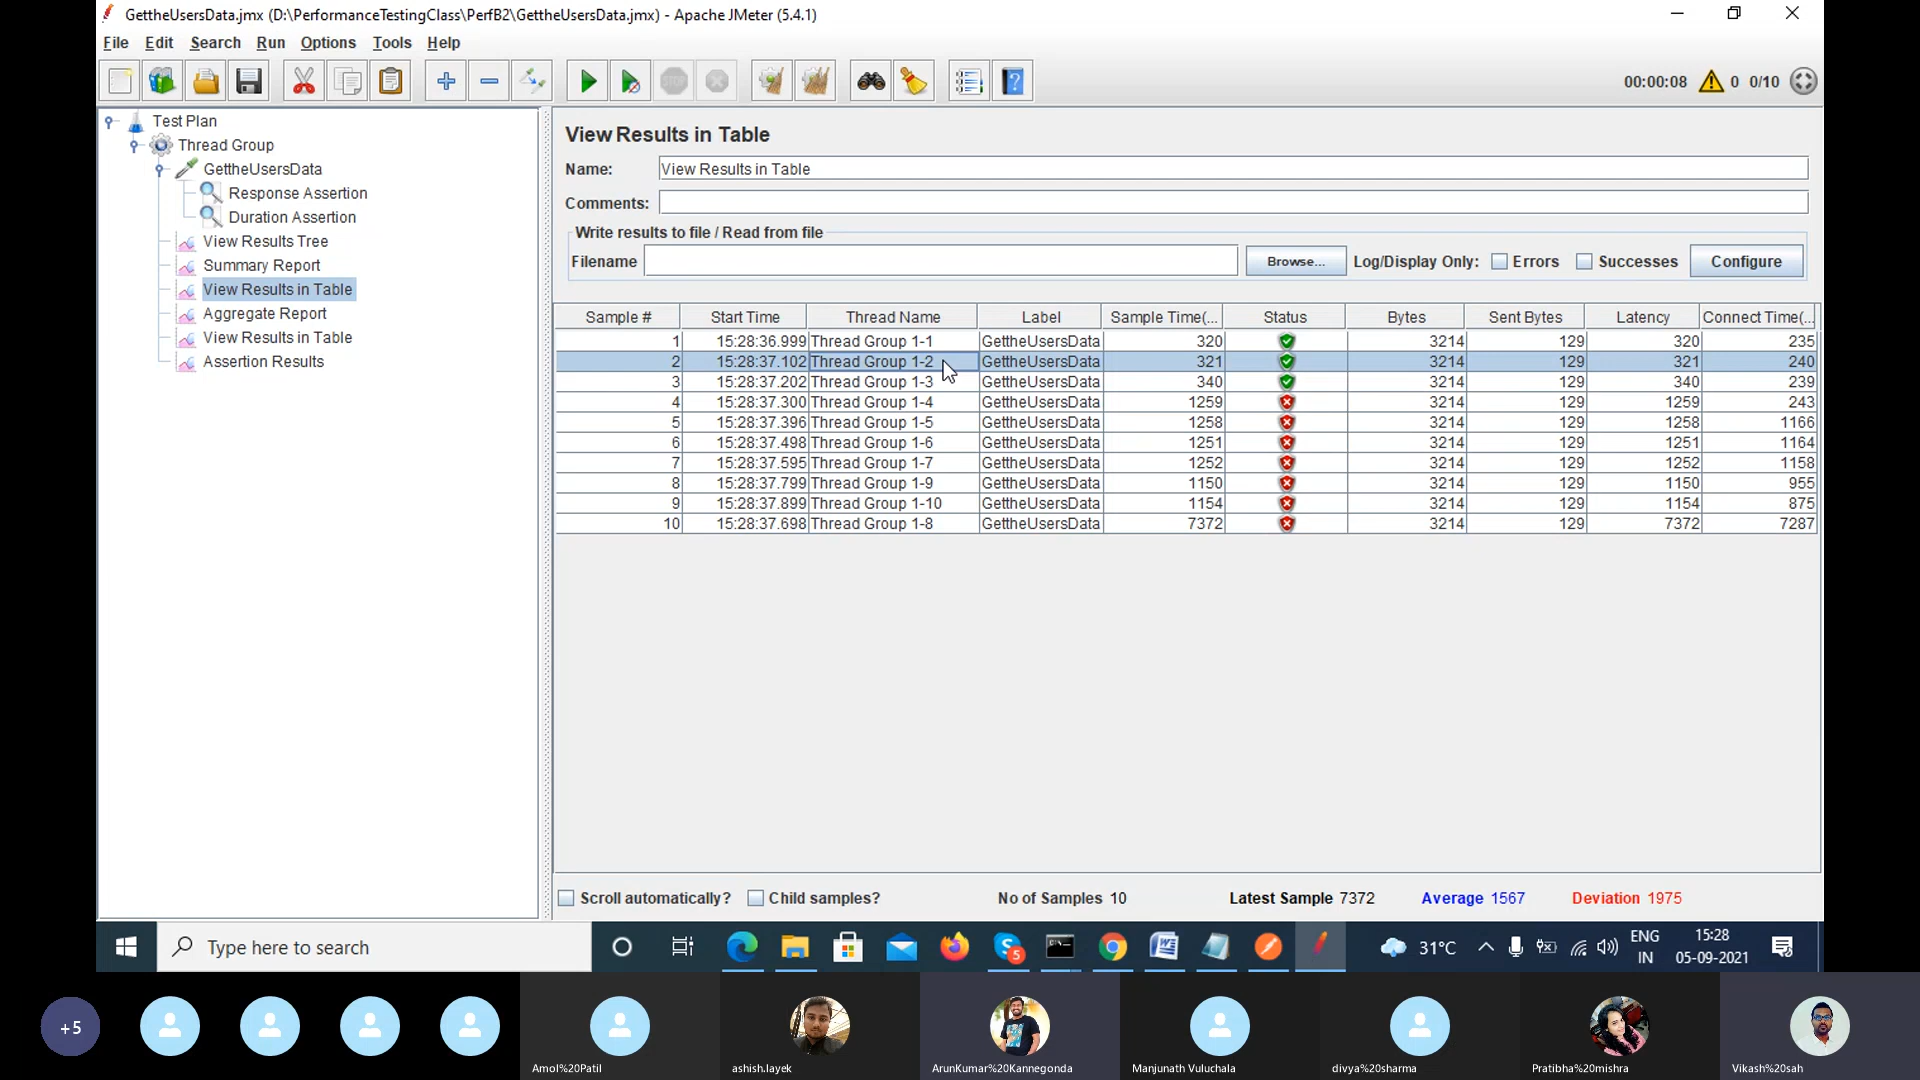 GettheUsersData.jmx (D:\PerformanceTestingClass\PerfB2\GettheUsersData.jmx) - Apache JMeter (5.4.1)
File Edit Search Run Options Tools Help
00:00:08 0 0/10
Test Plan
Thread Group
GettheUsersData
Response Assertion
Duration Assertion
View Results Tree
Summary Report
View Results in Table
Aggregate Report
View Results in Table
Assertion Results
View Results in Table
Name: View Results in Table
Comments:
Write results to file / Read from file
Filename Browse... Log/Display Only: Errors Successes Configure
Sample # Start Time Thread Name Label Sample Time(... Status Bytes Sent Bytes Latency Connect Time(...
1 15:28:36.999 Thread Group 1-1 GettheUsersData 320 3214 129 320 235
2 15:28:37.102 Thread Group 1-2 GettheUsersData 321 3214 129 321 240
3 15:28:37.202 Thread Group 1-3 GettheUsersData 340 3214 129 340 239
4 15:28:37.300 Thread Group 1-4 GettheUsersData 1259 3214 129 1259 243
5 15:28:37.396 Thread Group 1-5 GettheUsersData 1258 3214 129 1258 1166
6 15:28:37.498 Thread Group 1-6 GettheUsersData 1251 3214 129 1251 1164
7 15:28:37.595 Thread Group 1-7 GettheUsersData 1252 3214 129 1252 1158
8 15:28:37.799 Thread Group 1-9 GettheUsersData 1150 3214 129 1150 955
9 15:28:37.899 Thread Group 1-10 GettheUsersData 1154 3214 129 1154 875
10 15:28:37.698 Thread Group 1-8 GettheUsersData 7372 3214 129 7372 7287
Scroll automatically? Child samples? No of Samples 10 Latest Sample 7372 Average 1567 Deviation 1975
Type here to search
5
31°C
ENG
IN
15:28
05-09-2021
+5
Amol%20Patil
ashish.layek
ArunKumar%20Kannegonda
Manjunath Vuluchala
divya%20sharma
Pratibha%20mishra
Vikash%20sah